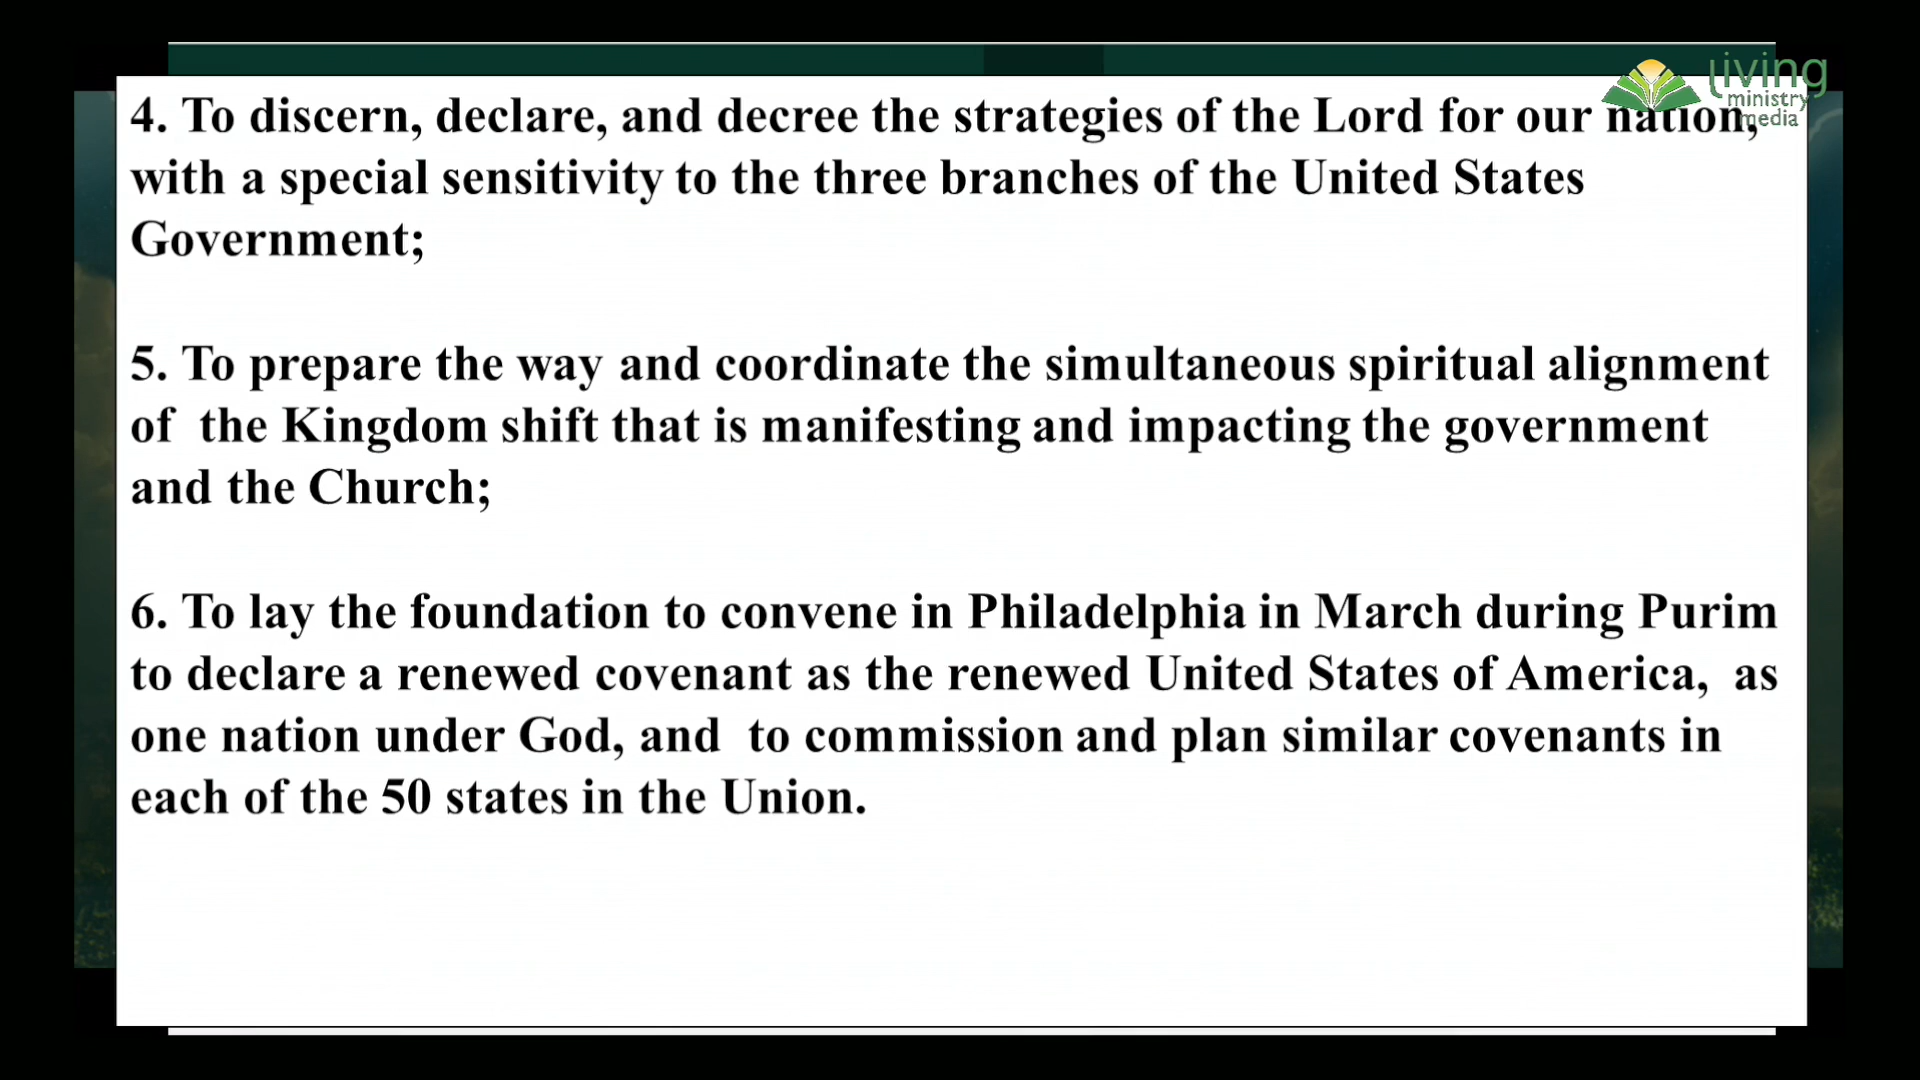 living
ministry
media
4. To discern, declare, and decree the strategies of the Lord for our nation,
with a special sensitivity to the three branches of the United States
Government;
5. To prepare the way and coordinate the simultaneous spiritual alignment
of  the Kingdom shift that is manifesting and impacting the government
and the Church;
6. To lay the foundation to convene in Philadelphia in March during Purim
to declare a renewed covenant as the renewed United States of America,  as
one nation under God, and  to commission and plan similar covenants in
each of the 50 states in the Union.